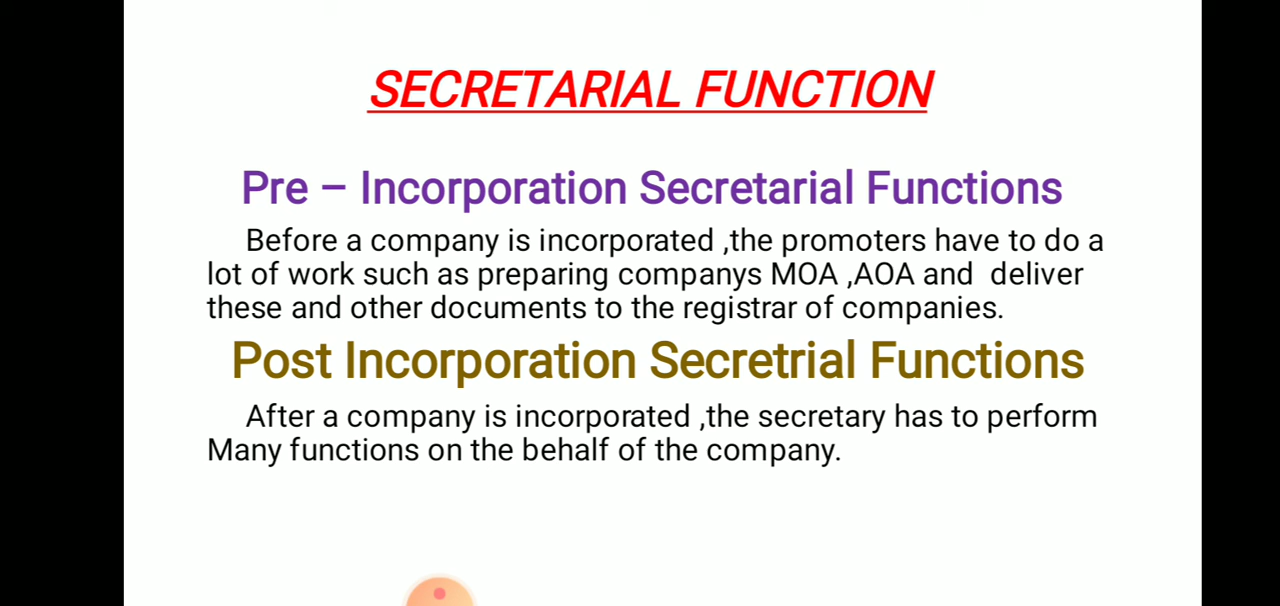 SECRETARIAL FUNCTION
Pre – Incorporation Secretarial Functions
Before a company is incorporated ,the promoters have to do a
lot of work such as preparing companys MOA ,AOA and  deliver
these and other documents to the registrar of companies.
Post Incorporation Secretrial Functions
After a company is incorporated ,the secretary has to perform
Many functions on the behalf of the company.